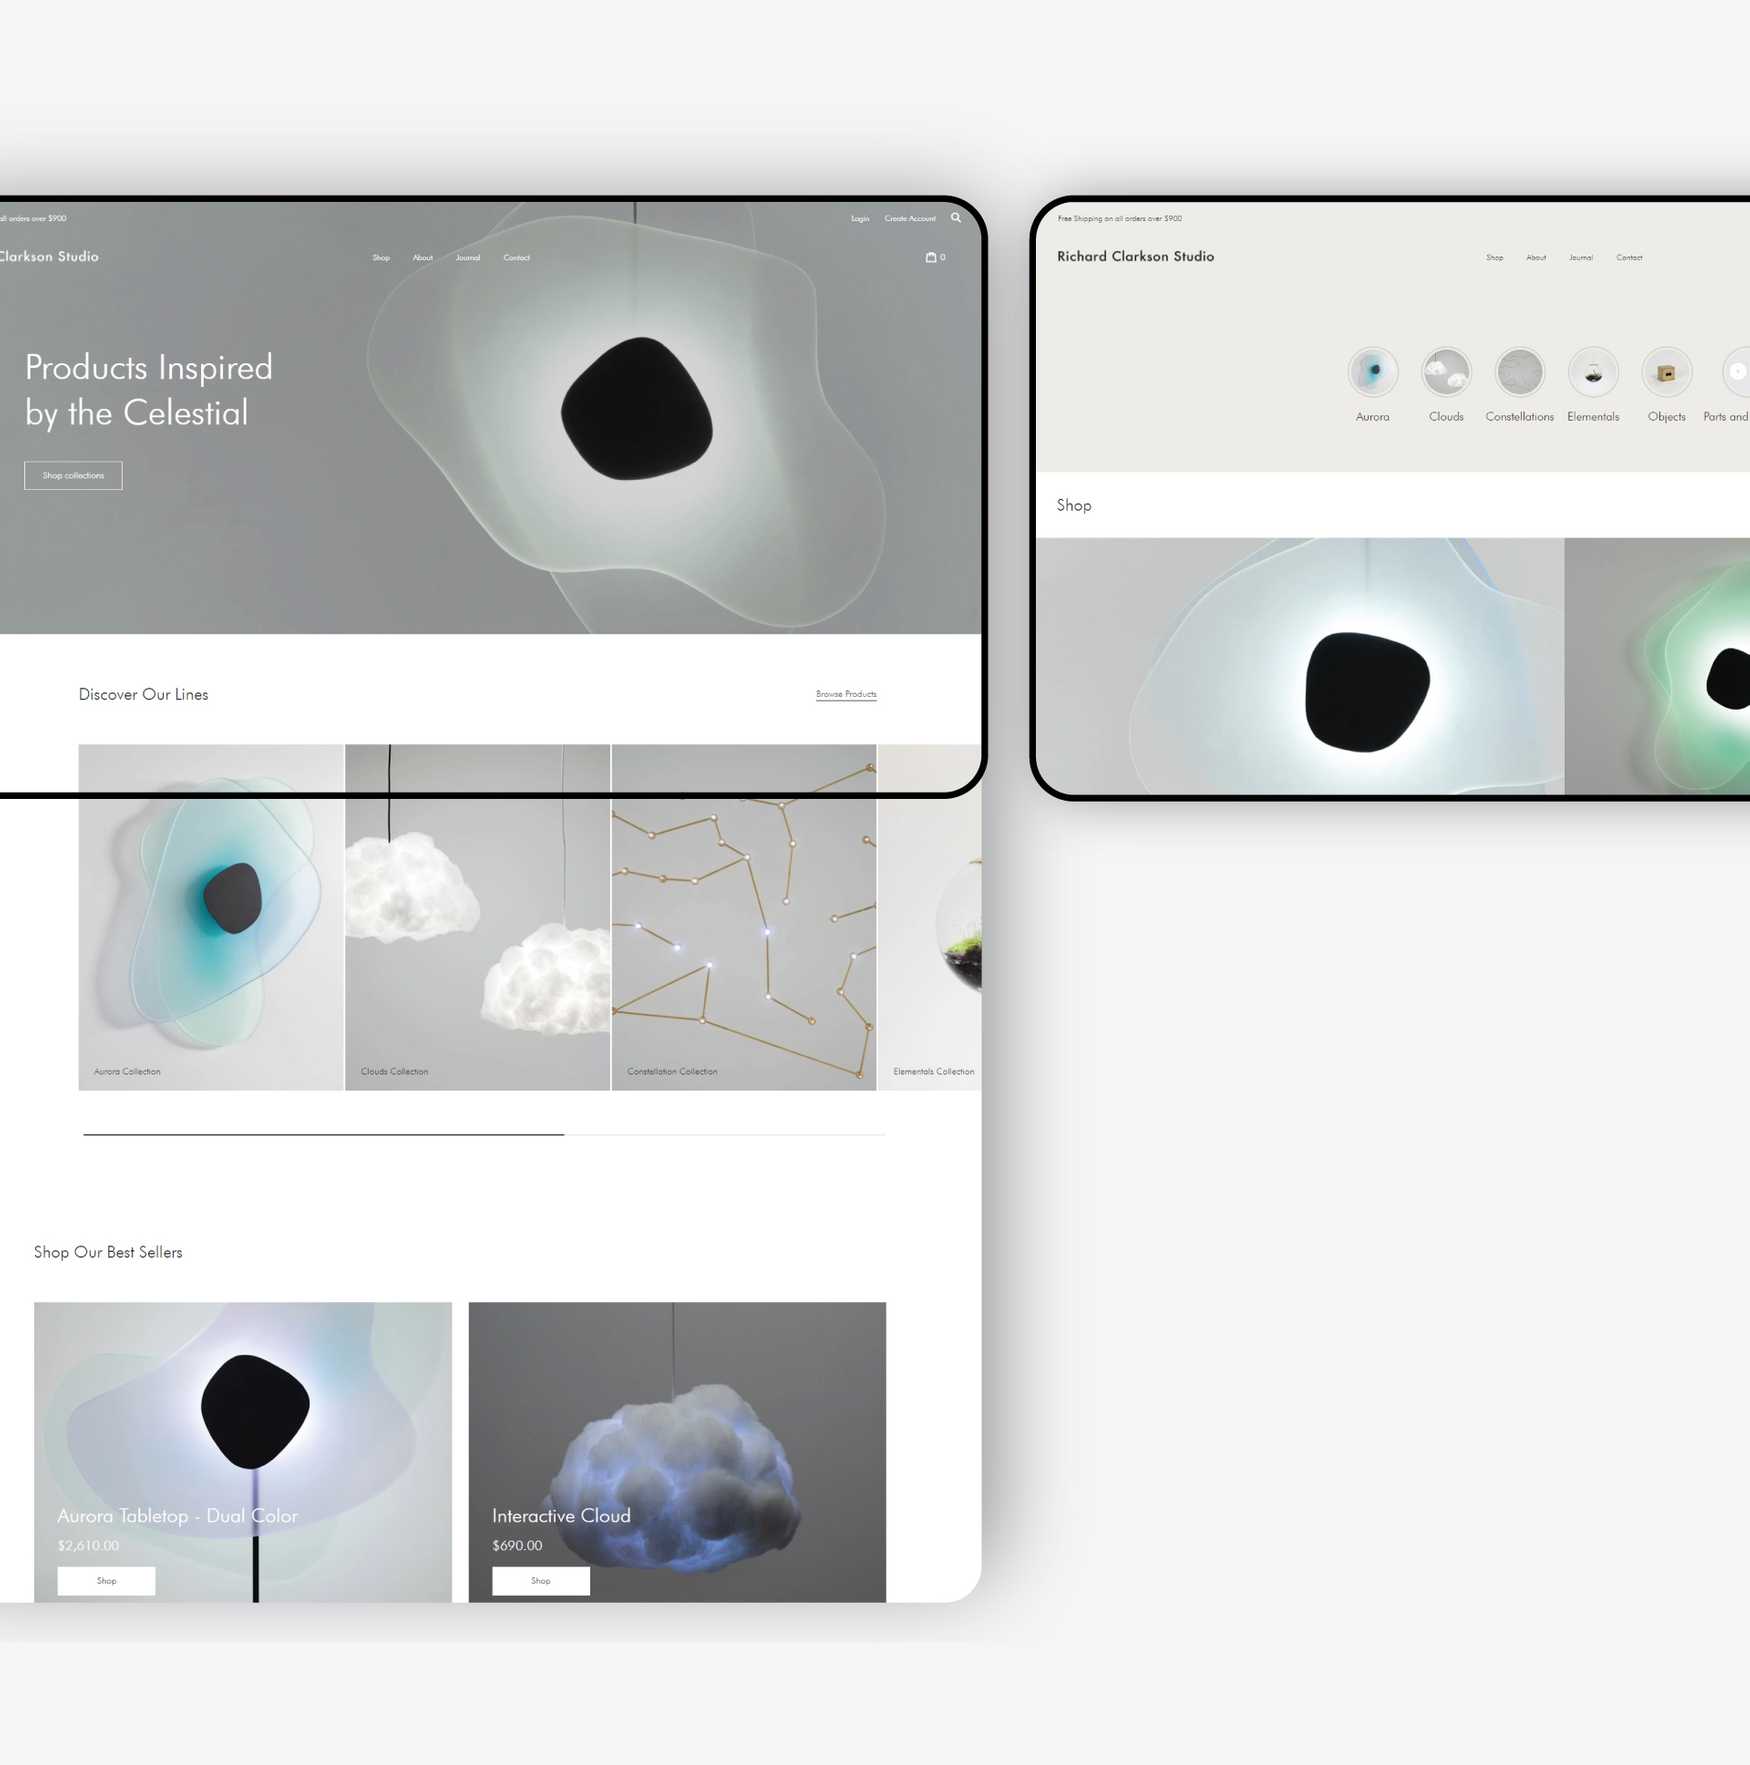 all orders over $900
Login Create Account
Clarkson Studio
Shop About Journal Contact
0
Products Inspired
by the Celestial
Shop collections
Discover Our Lines
Browse Products
Aurora Collection
Clouds Collection
Constellation Collection
Elementals Collection
Shop Our Best Sellers
Aurora Tabletop - Dual Color
$2,610.00
Shop
Interactive Cloud
$690.00
Shop
Free Shipping on all orders over $900
Richard Clarkson Studio
Shop About Journal Contact
Aurora
Clouds
Constellations
Elementals
Objects
Parts and
Shop